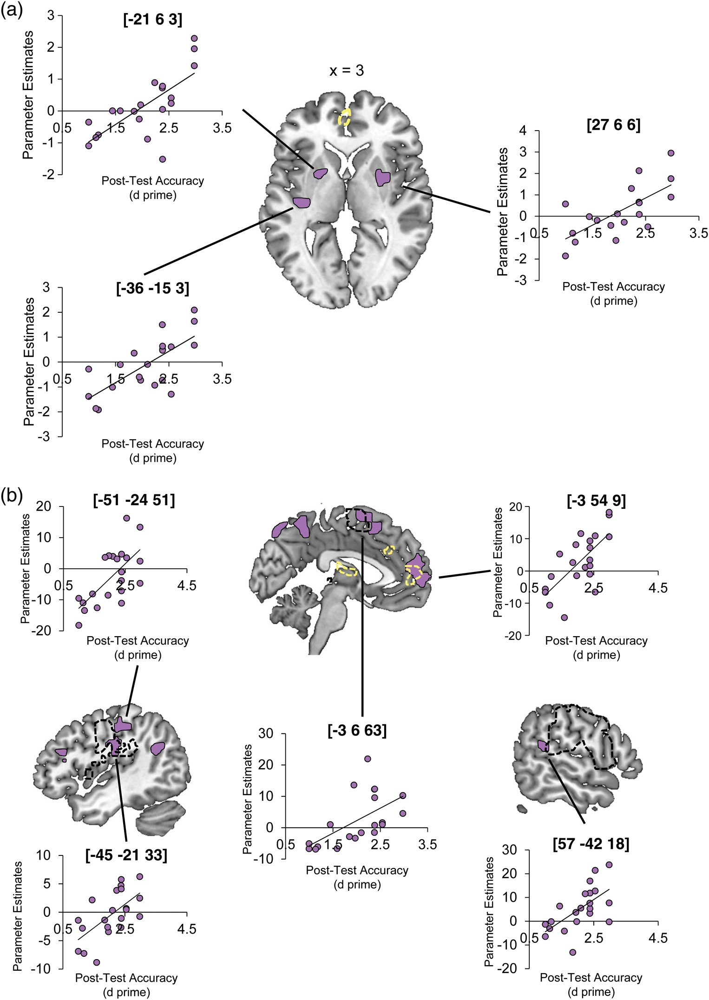 (a)
[-21 6 3]
3
2
1
0
-1
-2
0.5 1.5 2.5 3.5
Parameter Estimates
Post-Test Accuracy
(d prime)
x = 3
[27 6 6]
4
3
2
1
0
-1
-2
-3
0.5 1.5 2.5 3.5
Parameter Estimates
Post-Test Accuracy
(d prime)
[-36 -15 3]
3
2
1
0
-1
-2
-3
0.5 1.5 2.5 3.5
Parameter Estimates
Post-Test Accuracy
(d prime)
(b)
[-51 -24 51]
20
10
0
-10
-20
0.5 2.5 4.5
Parameter Estimates
Post-Test Accuracy
(d prime)
[-3 54 9]
20
10
0
-10
-20
0.5 2.5 4.5
Parameter Estimates
Post-Test Accuracy
(d prime)
[-3 6 63]
30
20
10
0
-10
0.5 1.5 2.5 3.5
Parameter Estimates
Post-Test Accuracy
(d prime)
[-45 -21 33]
10
5
0
-5
-10
0.5 2.5 4.5
Parameter Estimates
Post-Test Accuracy
(d prime)
[57 -42 18]
30
20
10
0
-10
-20
0.5 2.5 4.5
Parameter Estimates
Post-Test Accuracy
(d prime)